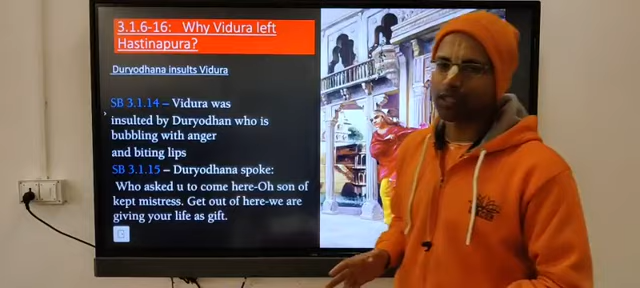 3.1.6-16: Why Vidura left
Hastinapura?
Duryodhana insults Vidura
SB 3.1.14 – Vidura was
insulted by Duryodhan who is
bubbling with anger
and biting lips
SB 3.1.15 – Duryodhana spoke:
Who asked u to come here-Oh son of
kept mistress. Get out of here-we are
giving your life as gift.